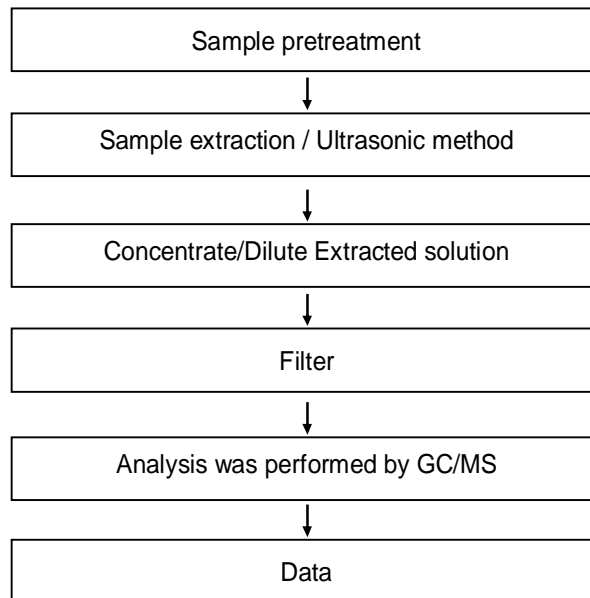 Sample pretreatment
Sample extraction / Ultrasonic method
Concentrate/Dilute Extracted solution
Filter
Analysis was performed by GC/MS
Data